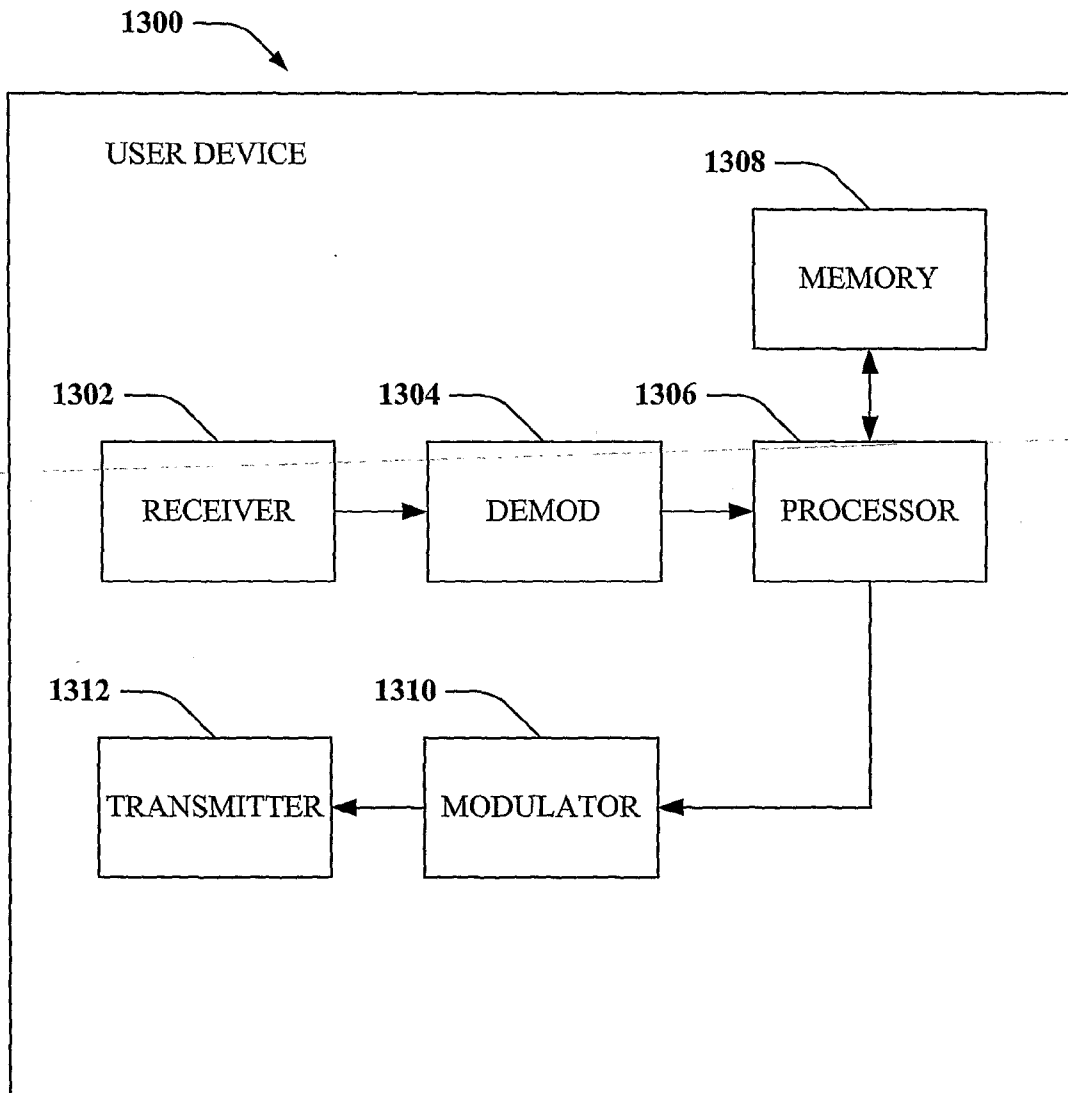 1300
USER DEVICE
1308
MEMORY
1302
1304
1306
RECEIVER
DEMOD
PROCESSOR
1312
1310
TRANSMITTER
MODULATOR